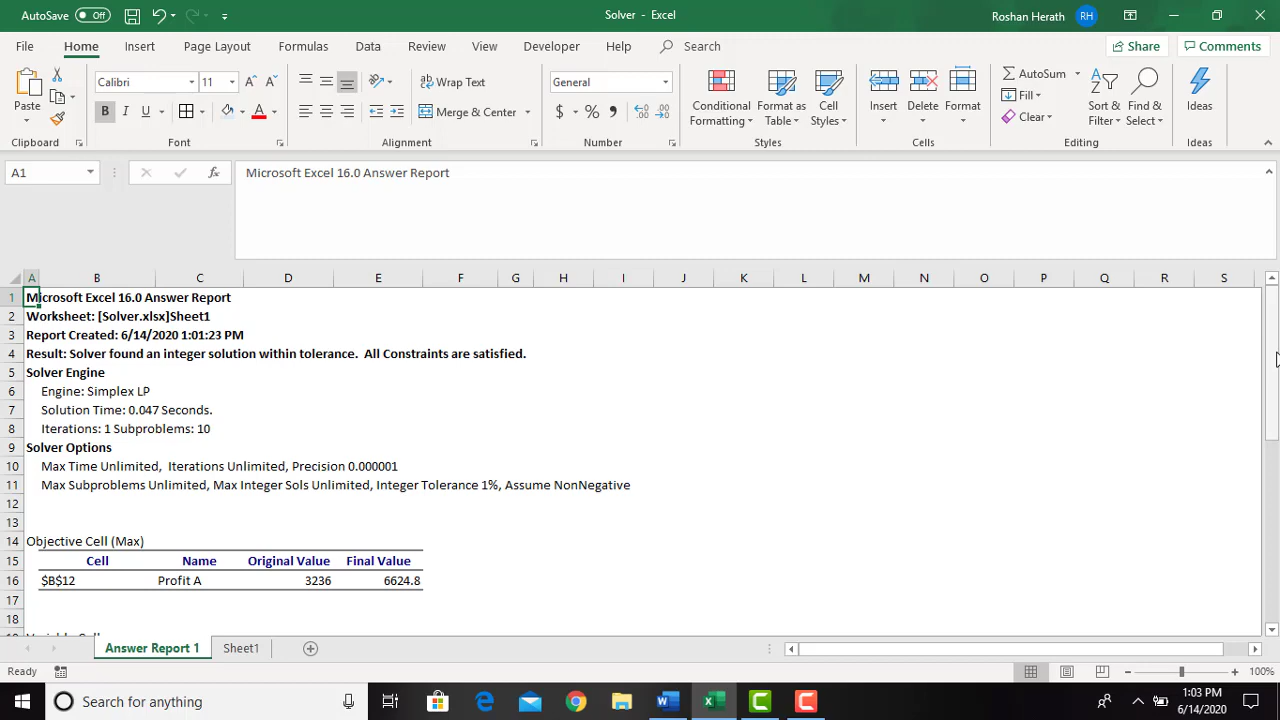 AutoSave Off
Solver - Excel
Roshan Herath RH
File Home Insert Page Layout Formulas Data Review View Developer Help Search Share Comments
Paste
Calibri 11 A A Wrap Text General
B I U A Merge & Center $ % ,
Conditional Formatting
Format as Table
Cell Styles
Insert
Delete
Format
AutoSum
Fill
Clear
Sort & Filter
Find & Select
Ideas
Clipboard Font Alignment Number Styles Cells Editing Ideas
A1 fx Microsoft Excel 16.0 Answer Report
A B C D E F G H I J K L M N O P Q R S
1 Microsoft Excel 16.0 Answer Report
2 Worksheet: [Solver.xlsx]Sheet1
3 Report Created: 6/14/2020 1:01:23 PM
4 Result: Solver found an integer solution within tolerance.  All Constraints are satisfied.
5 Solver Engine
6 Engine: Simplex LP
7 Solution Time: 0.047 Seconds.
8 Iterations: 1 Subproblems: 10
9 Solver Options
10 Max Time Unlimited,  Iterations Unlimited, Precision 0.000001
11 Max Subproblems Unlimited, Max Integer Sols Unlimited, Integer Tolerance 1%, Assume NonNegative
12
13
14 Objective Cell (Max)
15 Cell Name Original Value Final Value
16 $B$12 Profit A 3236 6624.8
17
18
Answer Report 1 Sheet1
Ready 100%
Search for anything
1:03 PM
6/14/2020